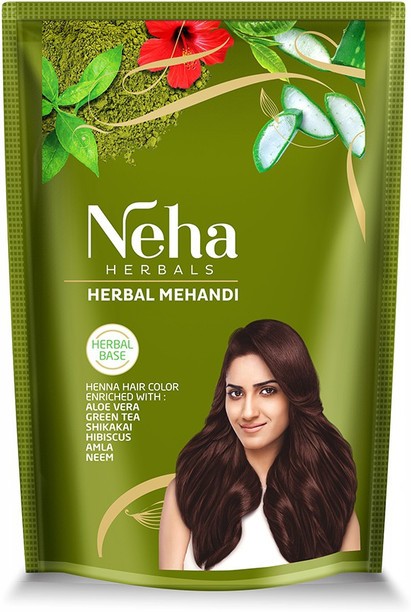 Neha
HERBALS
HERBAL MEHANDI
HERBAL
BASE
HENNA HAIR COLOR
ENRICHED WITH :
ALOE VERA
GREEN TEA
SHIKAKAI
HIBISCUS
AMLA
NEEM